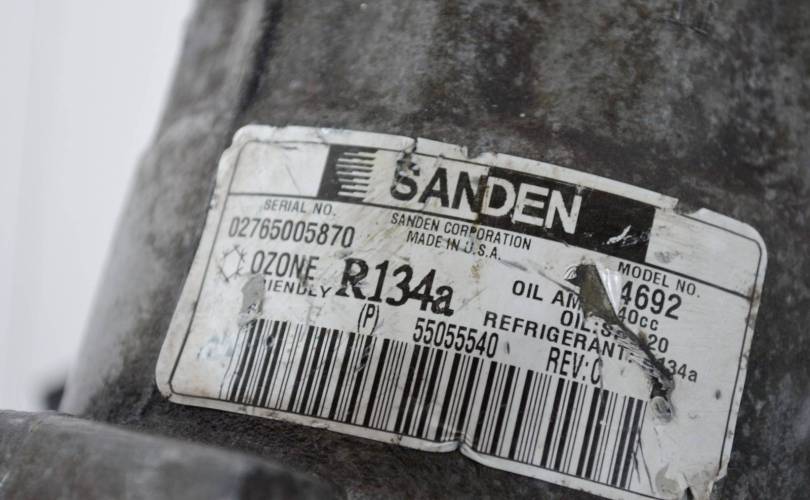 SANDEN
SERIAL NO.
02765005870
SANDEN CORPORATION
MADE IN U.S.A.
MODEL NO.
4692
OZONE
R134a
OIL
40cc
20
REFRIGERANT:
134a
(P) 55055540 REV:C